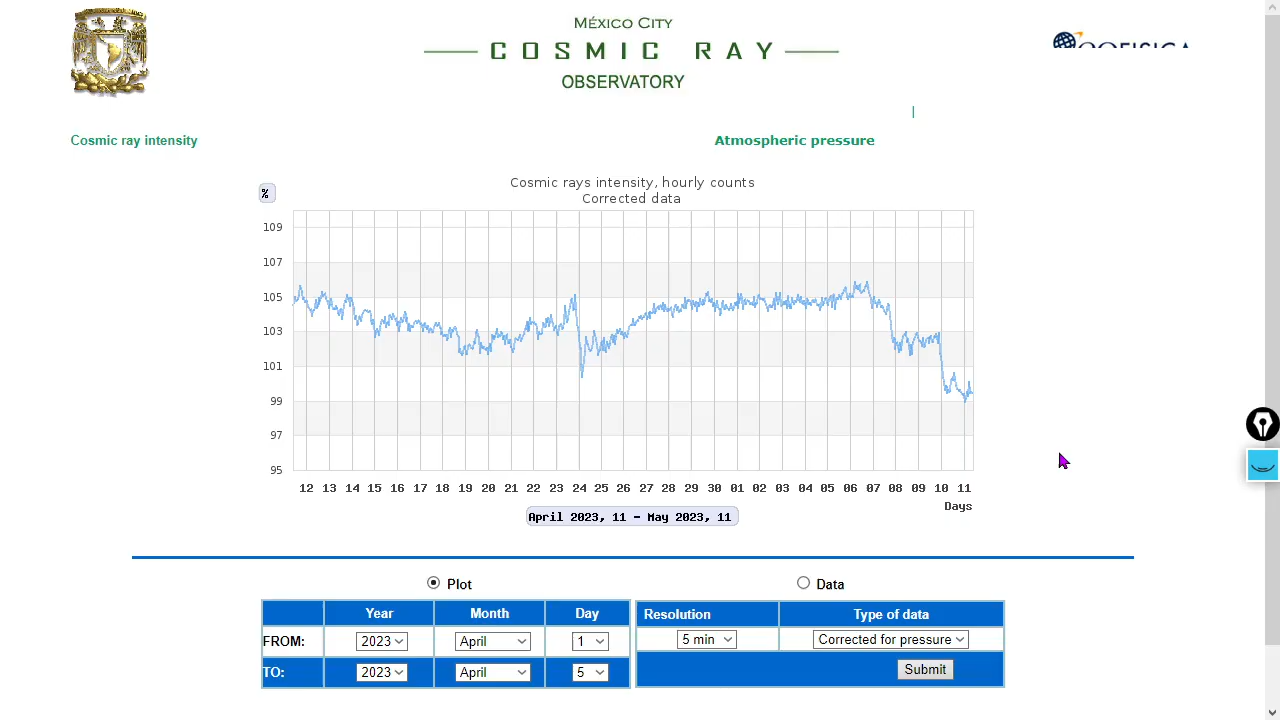 MÉXICO CITY
COSMIC RAY
OBSERVATORY
|
Cosmic ray intensity
Atmospheric pressure
Cosmic rays intensity, hourly counts
Corrected data
%
109
107
105
103
101
99
97
95
12 13 14 15 16 17 18 19 20 21 22 23 24 25 26 27 28 29 30 01 02 03 04 05 06 07 08 09 10 11
Days
April 2023, 11 - May 2023, 11
Plot
Data
Year Month Day
Resolution Type of data
FROM: 2023 April 1
5 min Corrected for pressure
TO: 2023 April 5
Submit